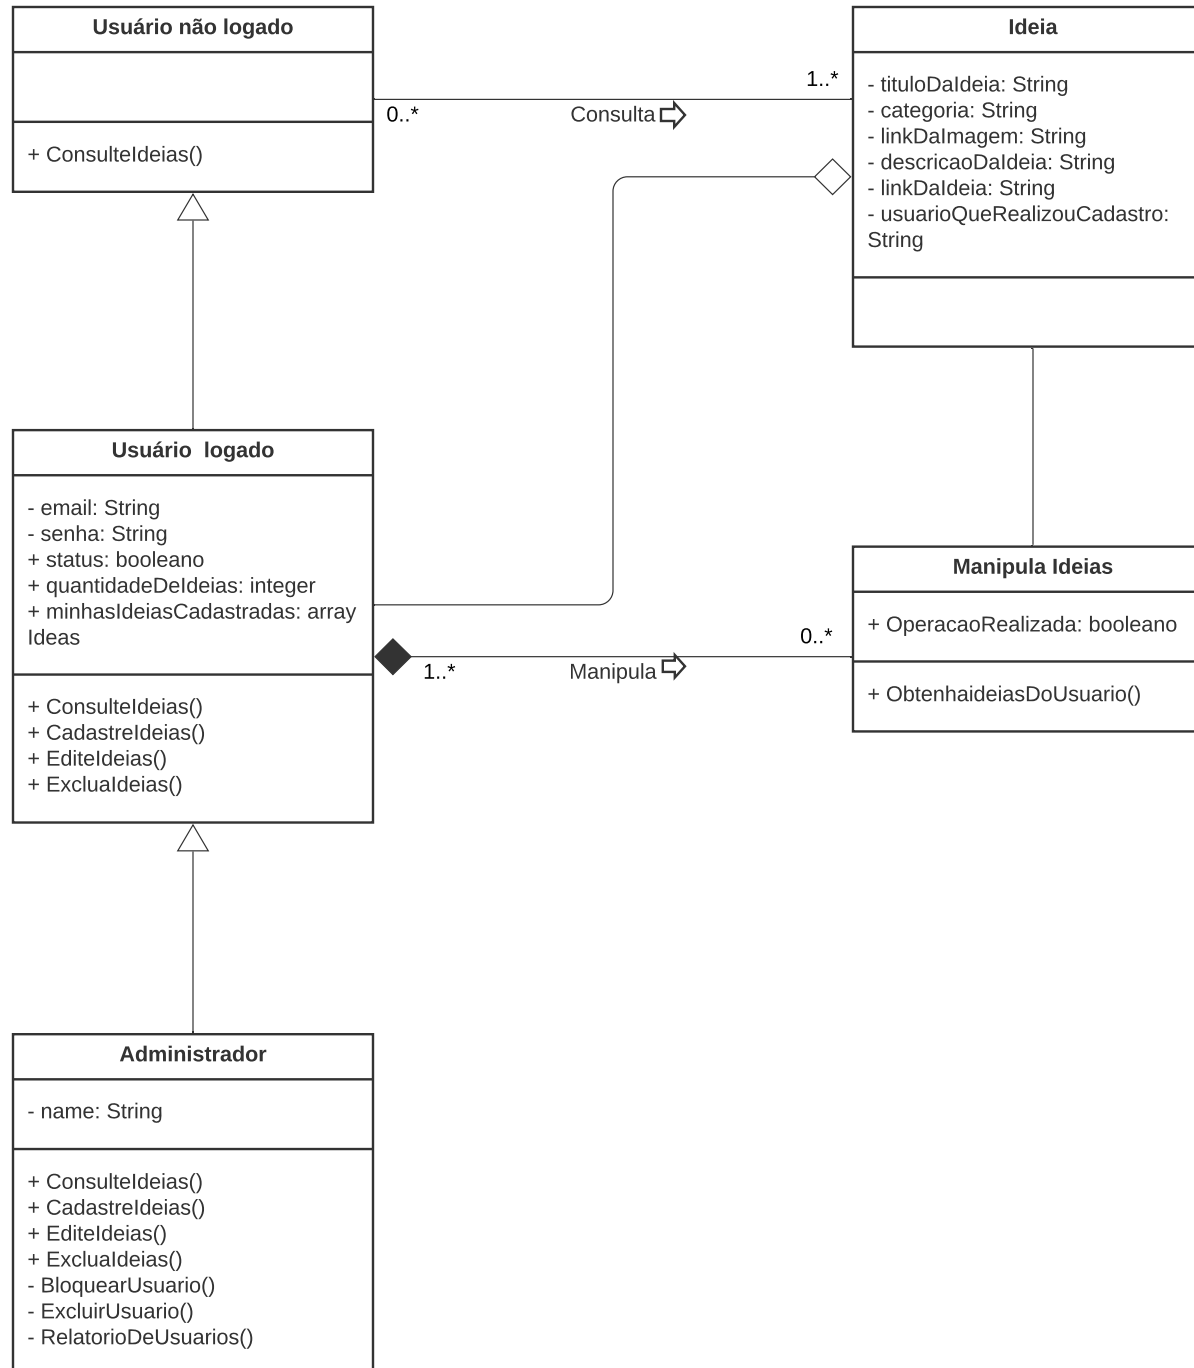 Usuário não logado
+ ConsulteIdeias()
0..*
Consulta
1..*
Ideia
- tituloDaIdeia: String
- categoria: String
- linkDaImagem: String
- descricaoDaIdeia: String
- linkDaIdeia: String
- usuarioQueRealizouCadastro:
String
Usuário  logado
- email: String
- senha: String
+ status: booleano
+ quantidadeDeIdeias: integer
+ minhasIdeiasCadastradas: array
Ideas
+ ConsulteIdeias()
+ CadastreIdeias()
+ EditeIdeias()
+ ExcluaIdeias()
1..*
Manipula
0..*
Manipula Ideias
+ OperacaoRealizada: booleano
+ ObtenhaideiasDoUsuario()
Administrador
- name: String
+ ConsulteIdeias()
+ CadastreIdeias()
+ EditeIdeias()
+ ExcluaIdeias()
- BloquearUsuario()
- ExcluirUsuario()
- RelatorioDeUsuarios()